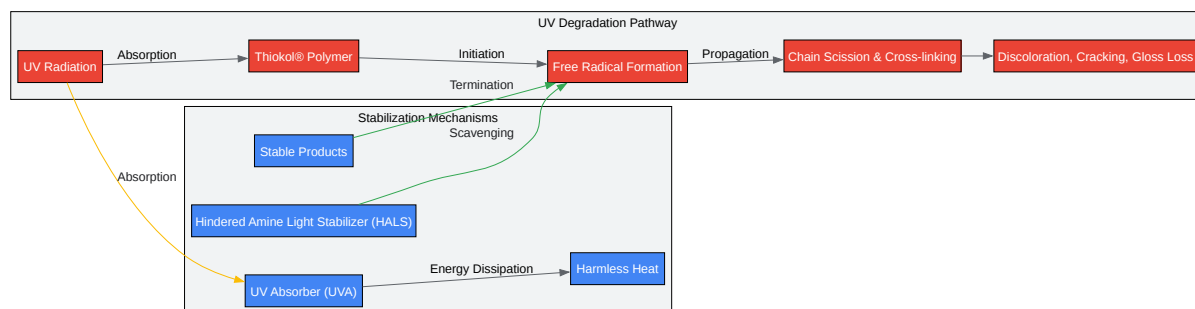 UV Degradation Pathway
UV Radiation
Absorption
Thiokol® Polymer
Initiation
Free Radical Formation
Propagation
Chain Scission & Cross-linking
Discoloration, Cracking, Gloss Loss
Termination
Stabilization Mechanisms
Scavenging
Stable Products
Absorption
Hindered Amine Light Stabilizer (HALS)
UV Absorber (UVA)
Energy Dissipation
Harmless Heat